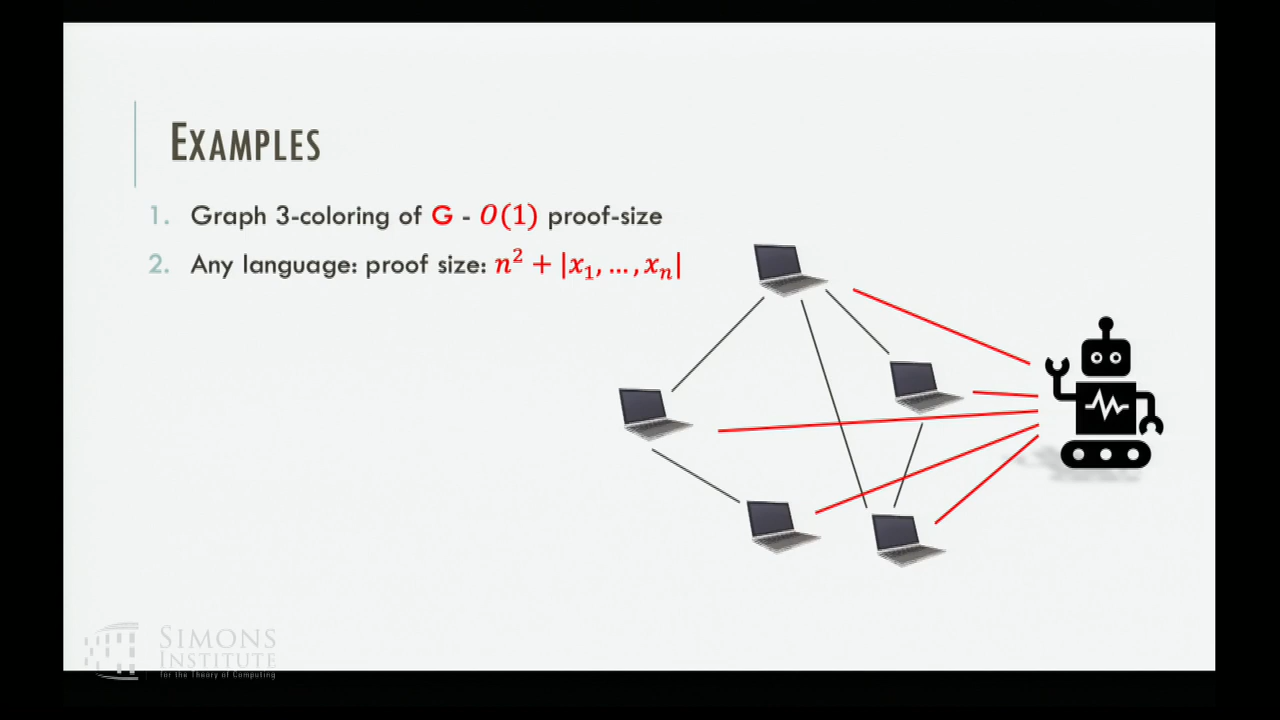 EXAMPLES
1. Graph 3-coloring of G - O(1) proof-size
2. Any language: proof size: n² + |x₁, ... , xₙ|
SIMONS
INSTITUTE
for the Theory of Computing